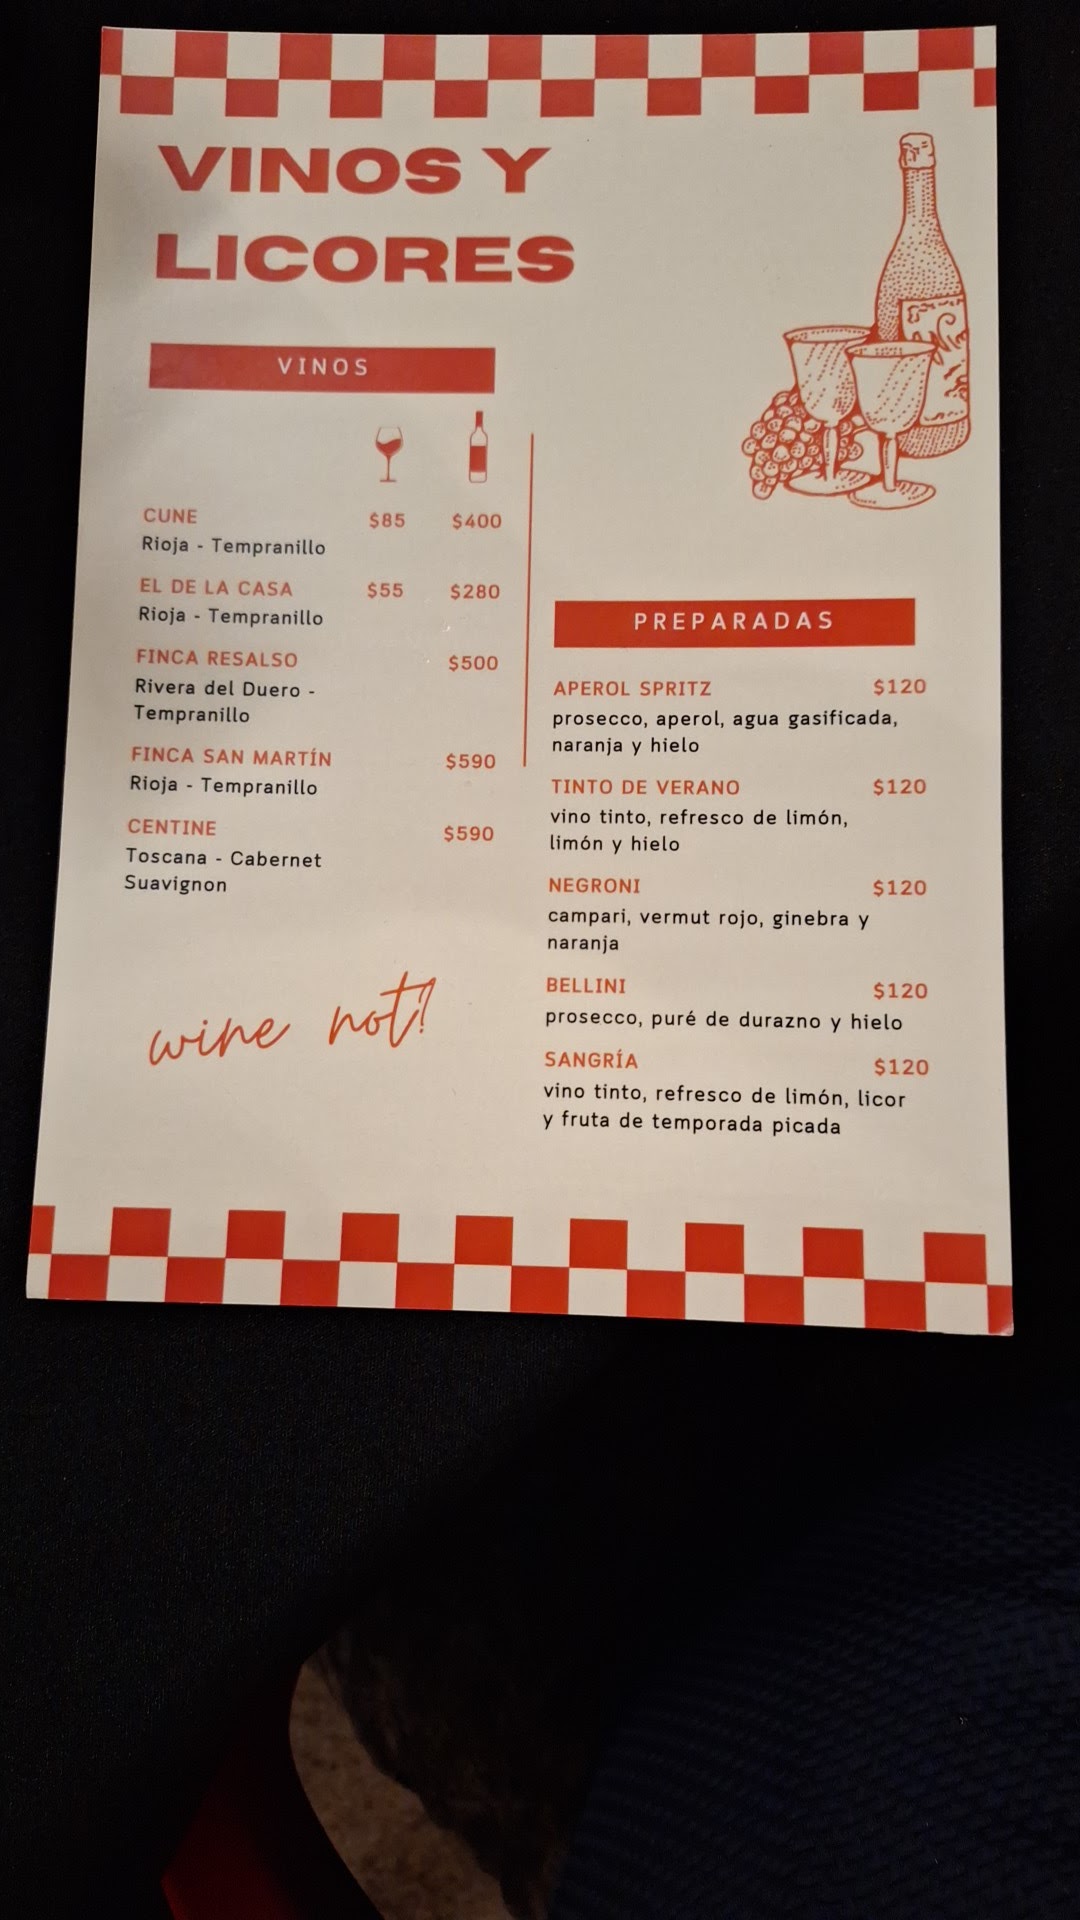 VINOS Y
LICORES
VINOS
CUNE $85 $400
Rioja - Tempranillo
EL DE LA CASA $55 $280
Rioja - Tempranillo
FINCA RESALSO $500
Rivera del Duero -
Tempranillo
FINCA SAN MARTÍN $590
Rioja - Tempranillo
CENTINE $590
Toscana - Cabernet
Suavignon
wine not?
PREPARADAS
APEROL SPRITZ $120
prosecco, aperol, agua gasificada,
naranja y hielo
TINTO DE VERANO $120
vino tinto, refresco de limón,
limón y hielo
NEGRONI $120
campari, vermut rojo, ginebra y
naranja
BELLINI $120
prosecco, puré de durazno y hielo
SANGRÍA $120
vino tinto, refresco de limón, licor
y fruta de temporada picada